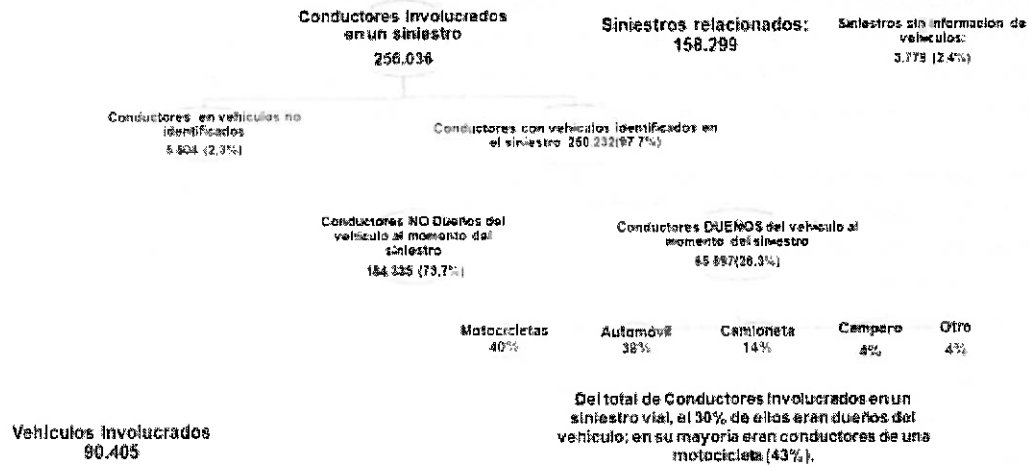 Conductores Involucrados
en un siniestro
256.036
Siniestros relacionados:
158.299
Siniestros sin informacion de
vehiculos:
3.779 (2.4%)
Conductores en vehiculos no
identificados
5.804 (2,3%)
Conductores con vehiculos identificados en
el siniestro 250.232(97.7%)
Conductores NO Dueños del
vehiculo al momento del
siniestro
184.335 (73,7%)
Conductores DUEÑOS del vehiculo al
momento del siniestro
65.897(26.3%)
Motocicletas
40%
Automóvil
38%
Camioneta
14%
Campero
4%
Otro
4%
Del total de Conductores Involucrados en un
siniestro vial, el 30% de ellos eran dueños del
vehiculo; en su mayoria eran conductores de una
motocicleta (43%).
Vehiculos Involucrados
90.405